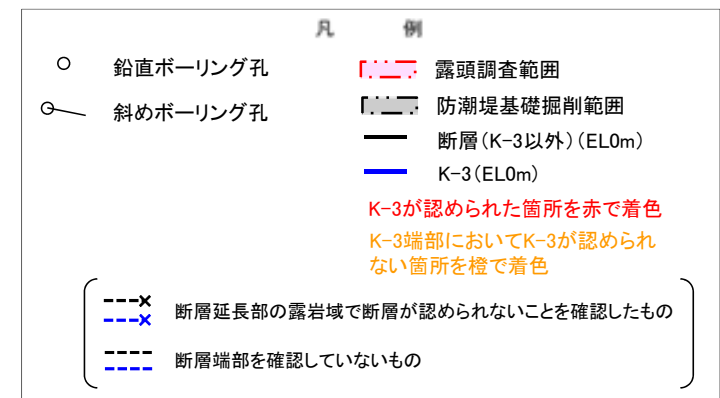 凡 例
鉛直ボーリング孔
斜めボーリング孔
露頭調査範囲
防潮堤基礎掘削範囲
断層(K-3以外)(EL0m)
K-3(EL0m)
K-3が認められた箇所を赤で着色
K-3端部においてK-3が認められ
ない箇所を橙で着色
断層延長部の露岩域で断層が認められないことを確認したもの
断層端部を確認していないもの